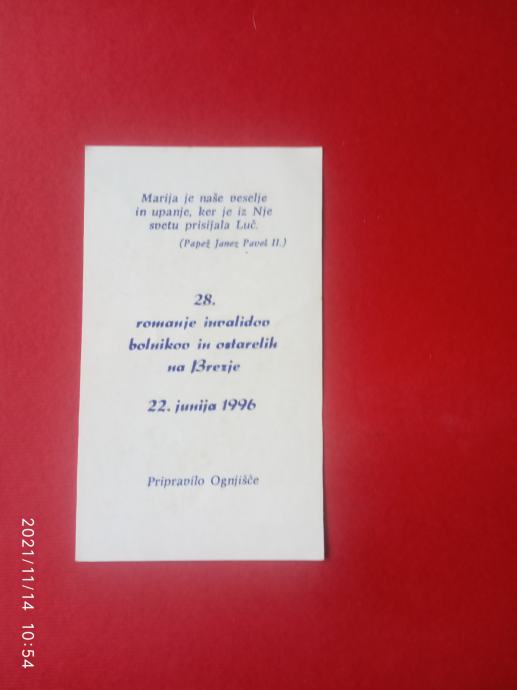 Marija je naše veselje
in upanje, ker je iz Nje
svetu prisijala Luč.
(Papež Janez Pavel II.)
28.
romanje invalidov
bolnikov in ostarelih
na Brezje
22. junija 1996
Pripravilo Ognjišče
2021/11/14 10:54